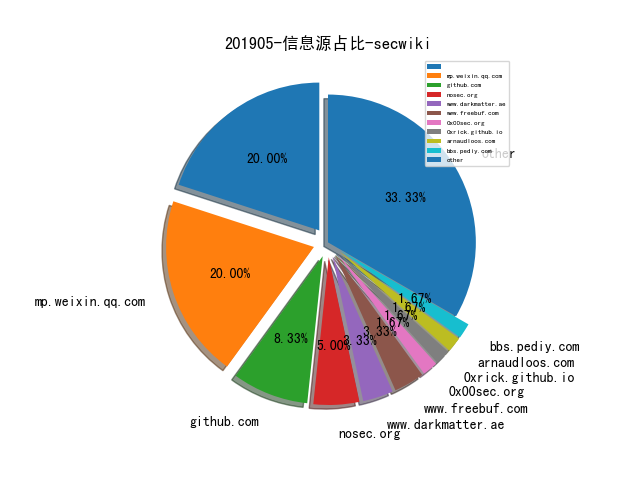 201905-信息源占比-secwiki
mp.weixin.qq.com
github.com
nosec.org
www.darkmatter.ae
www.freebuf.com
0x00sec.org
0xrick.github.io
arnaudloos.com
bbs.pediy.com
other
other
33.33%
20.00%
20.00%
mp.weixin.qq.com
8.33%
github.com
5.00%
nosec.org
3.33%
www.darkmatter.ae
3.33%
www.freebuf.com
1.67%
0x00sec.org
1.67%
0xrick.github.io
1.67%
arnaudloos.com
1.67%
bbs.pediy.com